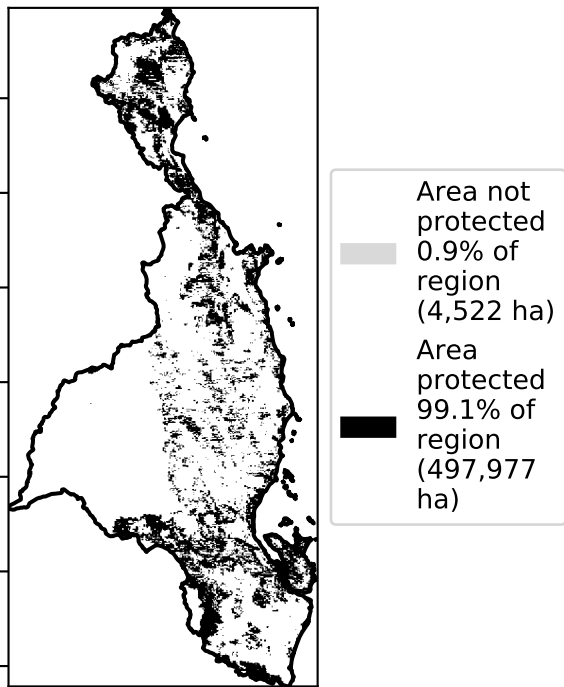 Area not
protected
0.9% of
region
(4,522 ha)
Area
protected
99.1% of
region
(497,977
ha)